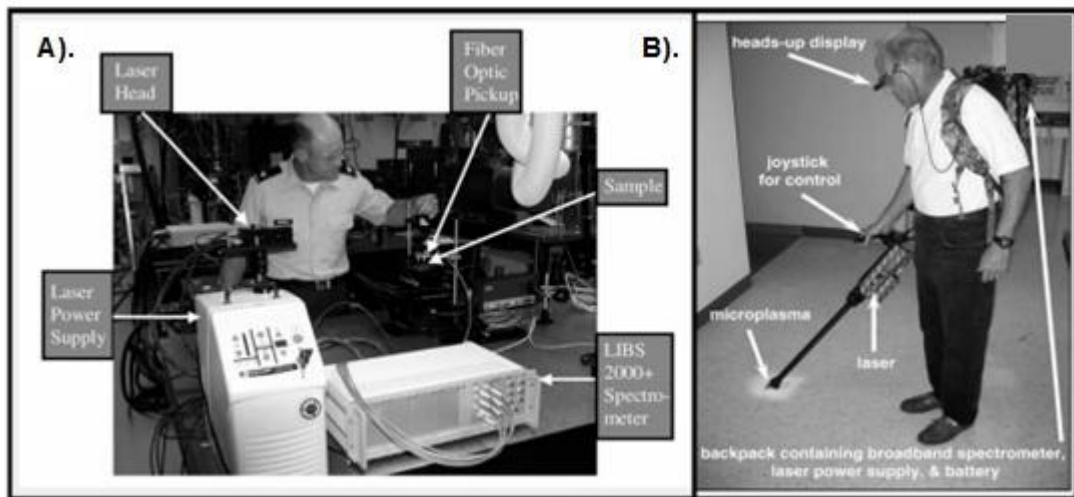 A).
Laser
Head
Fiber
Optic
Pickup
Sample
Laser
Power
Supply
LIBS
2000+
Spectro-
meter
B).
heads-up display
joystick
for control
microplasma
laser
backpack containing broadband spectrometer,
laser power supply, & battery